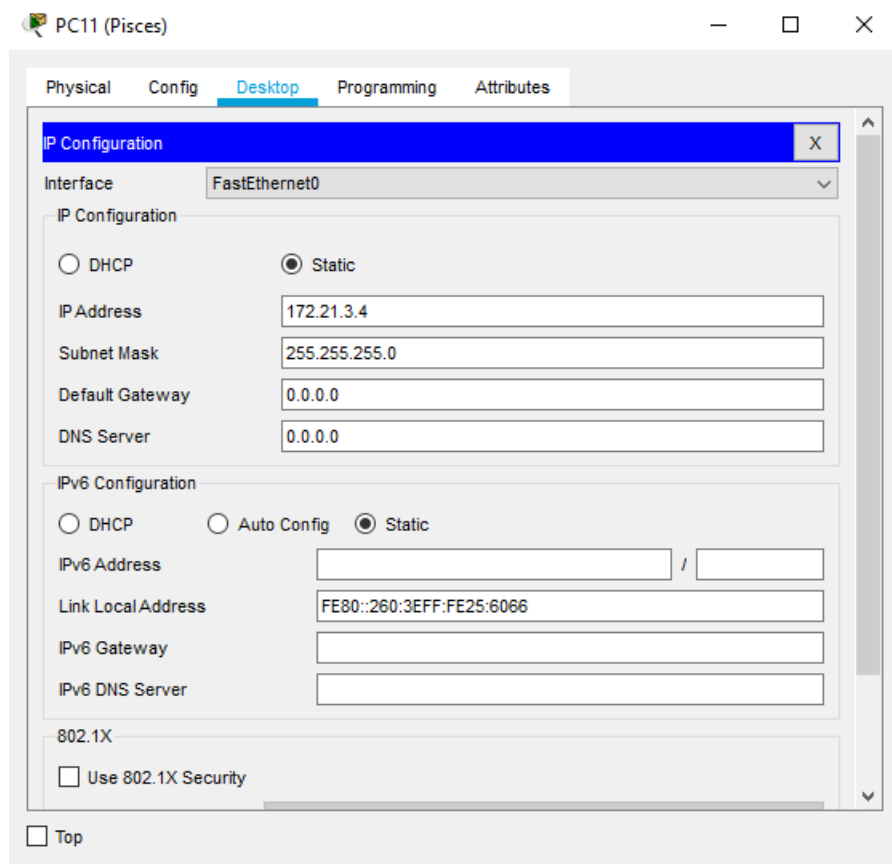 PC11 (Pisces)
Physical Config Desktop Programming Attributes
IP Configuration X
Interface FastEthernet0
IP Configuration
DHCP Static
IP Address 172.21.3.4
Subnet Mask 255.255.255.0
Default Gateway 0.0.0.0
DNS Server 0.0.0.0
IPv6 Configuration
DHCP Auto Config Static
IPv6 Address /
Link Local Address FE80::260:3EFF:FE25:6066
IPv6 Gateway
IPv6 DNS Server
802.1X
Use 802.1X Security
Top